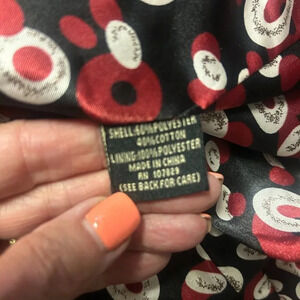 SHELL:60%POLYESTER
40%COTTON
LINING:100%POLYESTER
MADE IN CHINA
RN 107829
(SEE BACK FOR CARE)